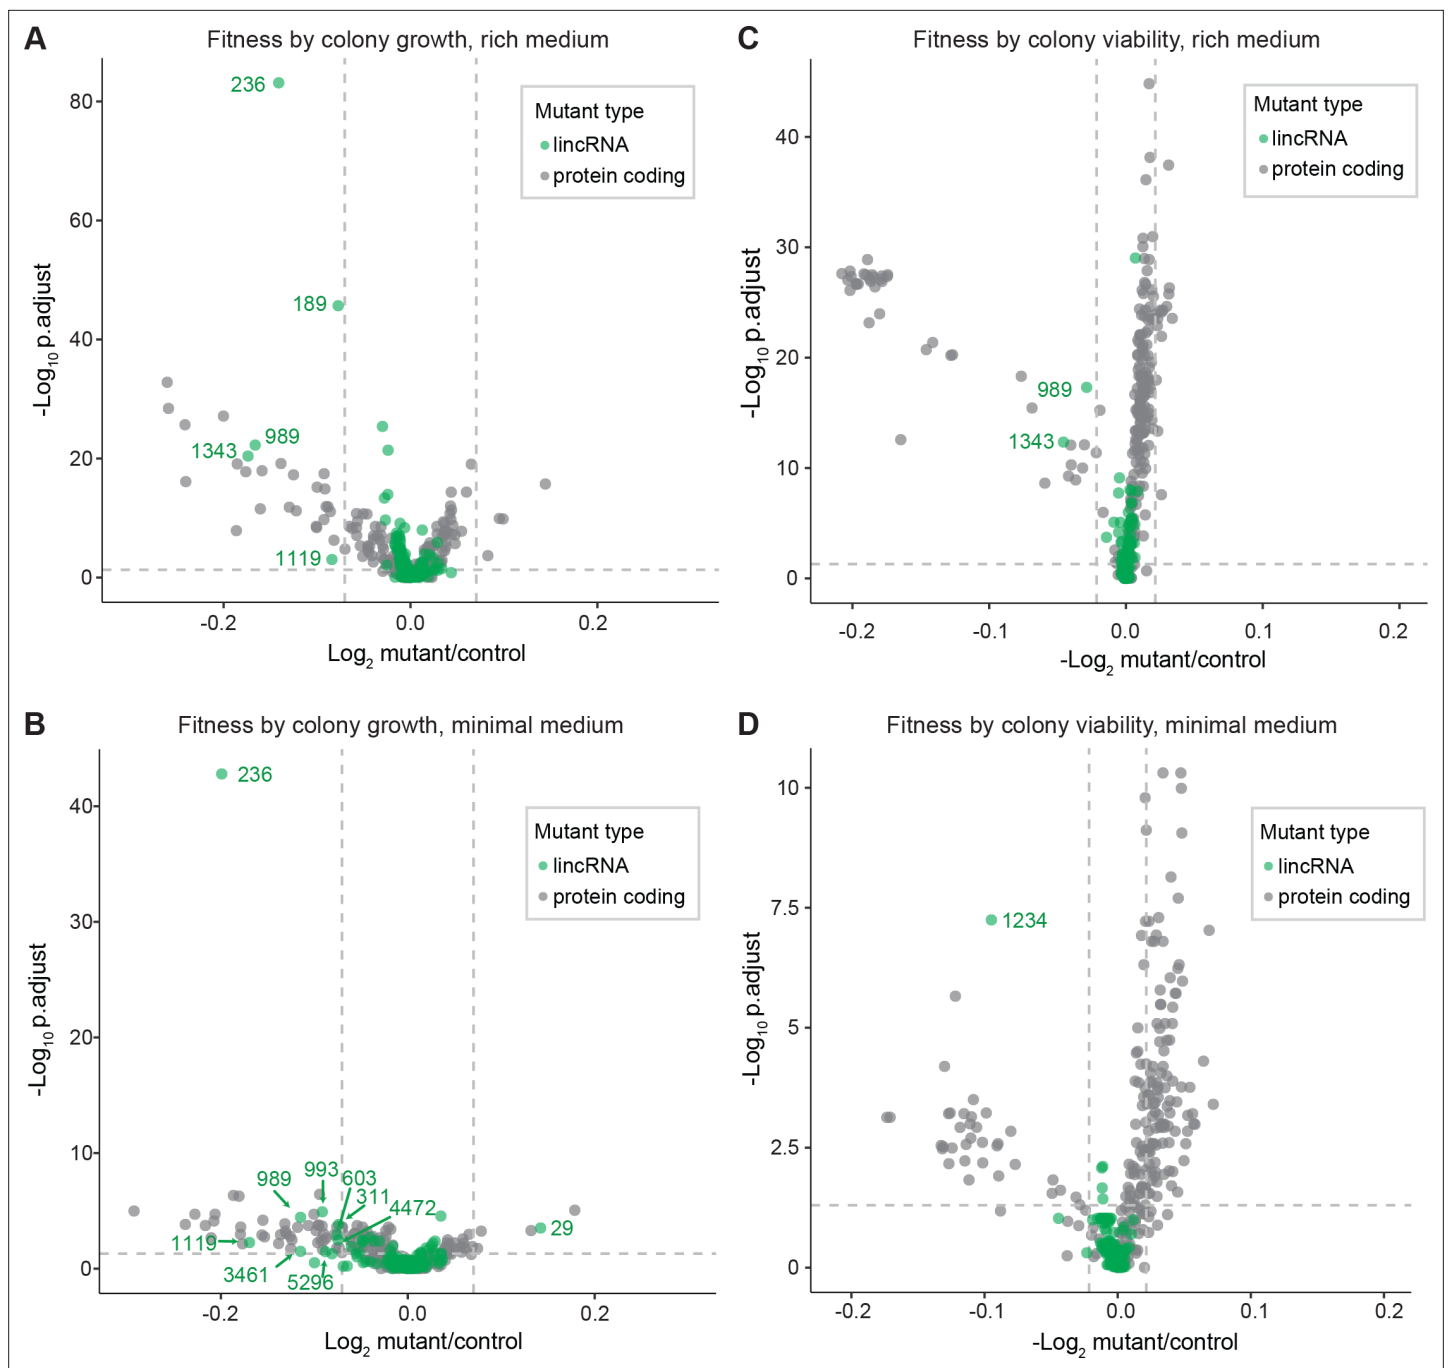 A
Fitness by colony growth, rich medium
236
189
989
1343
1119
Mutant type
lincRNA
protein coding
80
60
40
20
0
-Log10 p.adjust
-0.2
0.0
0.2
Log2 mutant/control
C
Fitness by colony viability, rich medium
Mutant type
lincRNA
protein coding
989
1343
40
30
20
10
0
-Log10 p.adjust
-0.2
-0.1
0.0
0.1
0.2
-Log2 mutant/control
B
Fitness by colony growth, minimal medium
236
Mutant type
lincRNA
protein coding
989
993
603
311
4472
29
1119
3461
5296
40
30
20
10
0
-Log10 p.adjust
-0.2
0.0
0.2
Log2 mutant/control
D
Fitness by colony viability, minimal medium
Mutant type
lincRNA
protein coding
1234
10
7.5
5
2.5
0
-Log10 p.adjust
-0.2
-0.1
0.0
0.1
0.2
-Log2 mutant/control